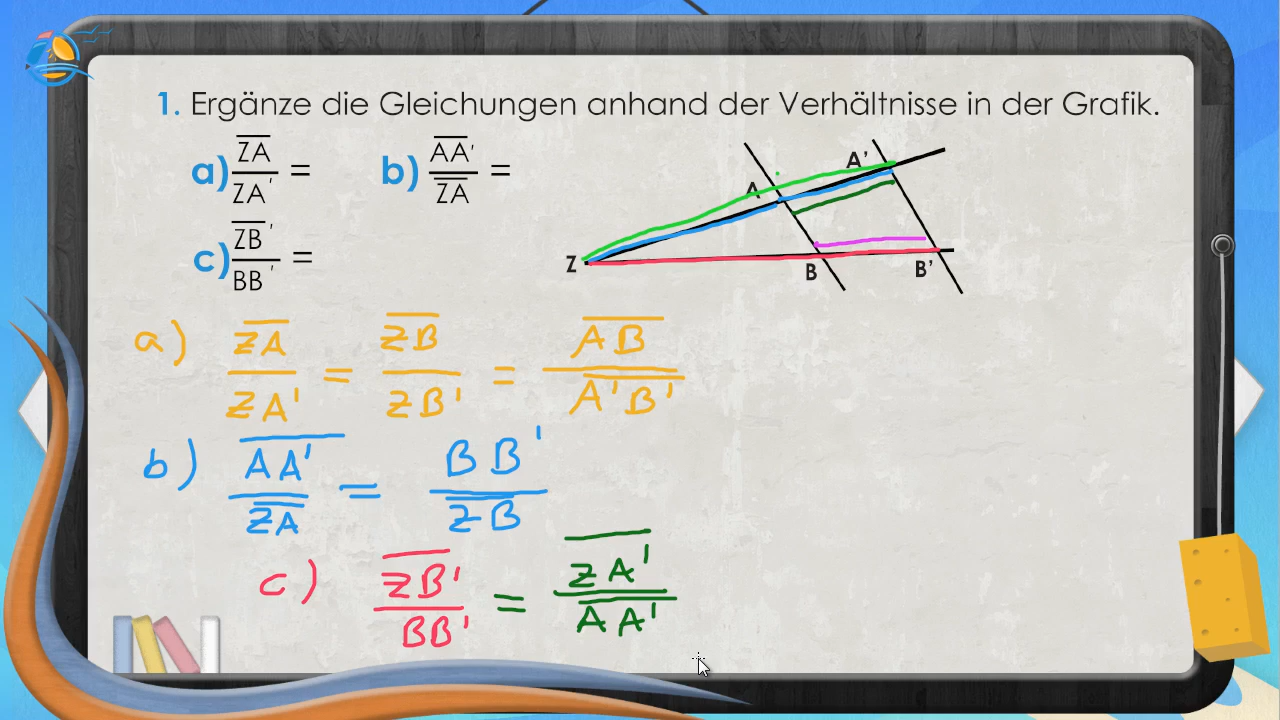 1. Ergänze die Gleichungen anhand der Verhältnisse in der Grafik.
a) ZA / ZA' =
b) AA' / ZA =
c) ZB' / BB' =
A
A'
Z
B
B'
a) ZA / ZA' = ZB / ZB' = AB / A'B'
b) AA' / ZA = BB' / ZB
c) ZB' / BB' = ZA' / AA'